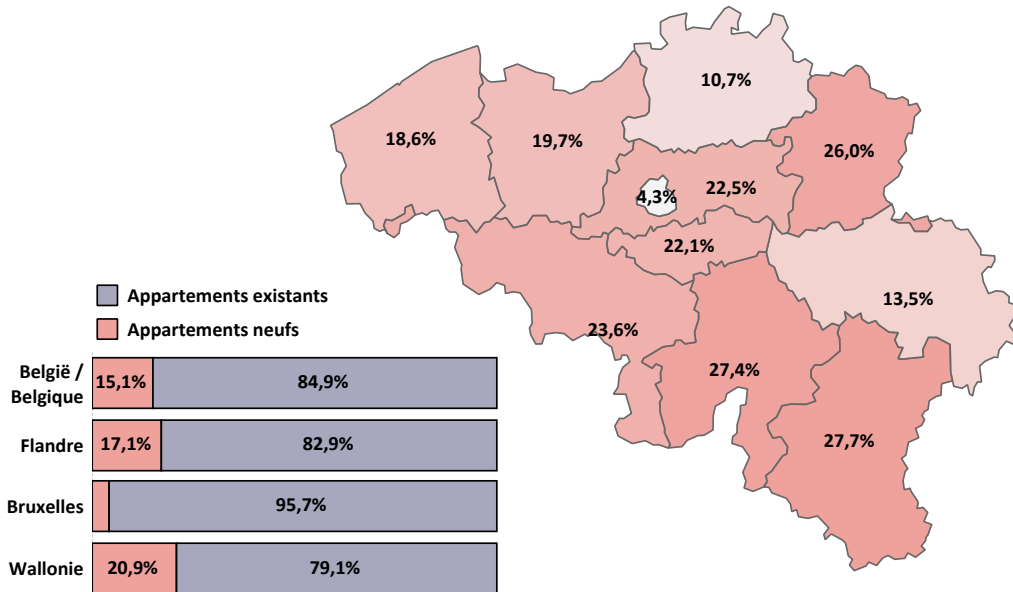 10,7%
18,6%
19,7%
26,0%
4,3%
22,5%
22,1%
13,5%
23,6%
27,4%
27,7%
Appartements existants
Appartements neufs
België /
Belgique
15,1%
84,9%
Flandre
17,1%
82,9%
Bruxelles
95,7%
Wallonie
20,9%
79,1%